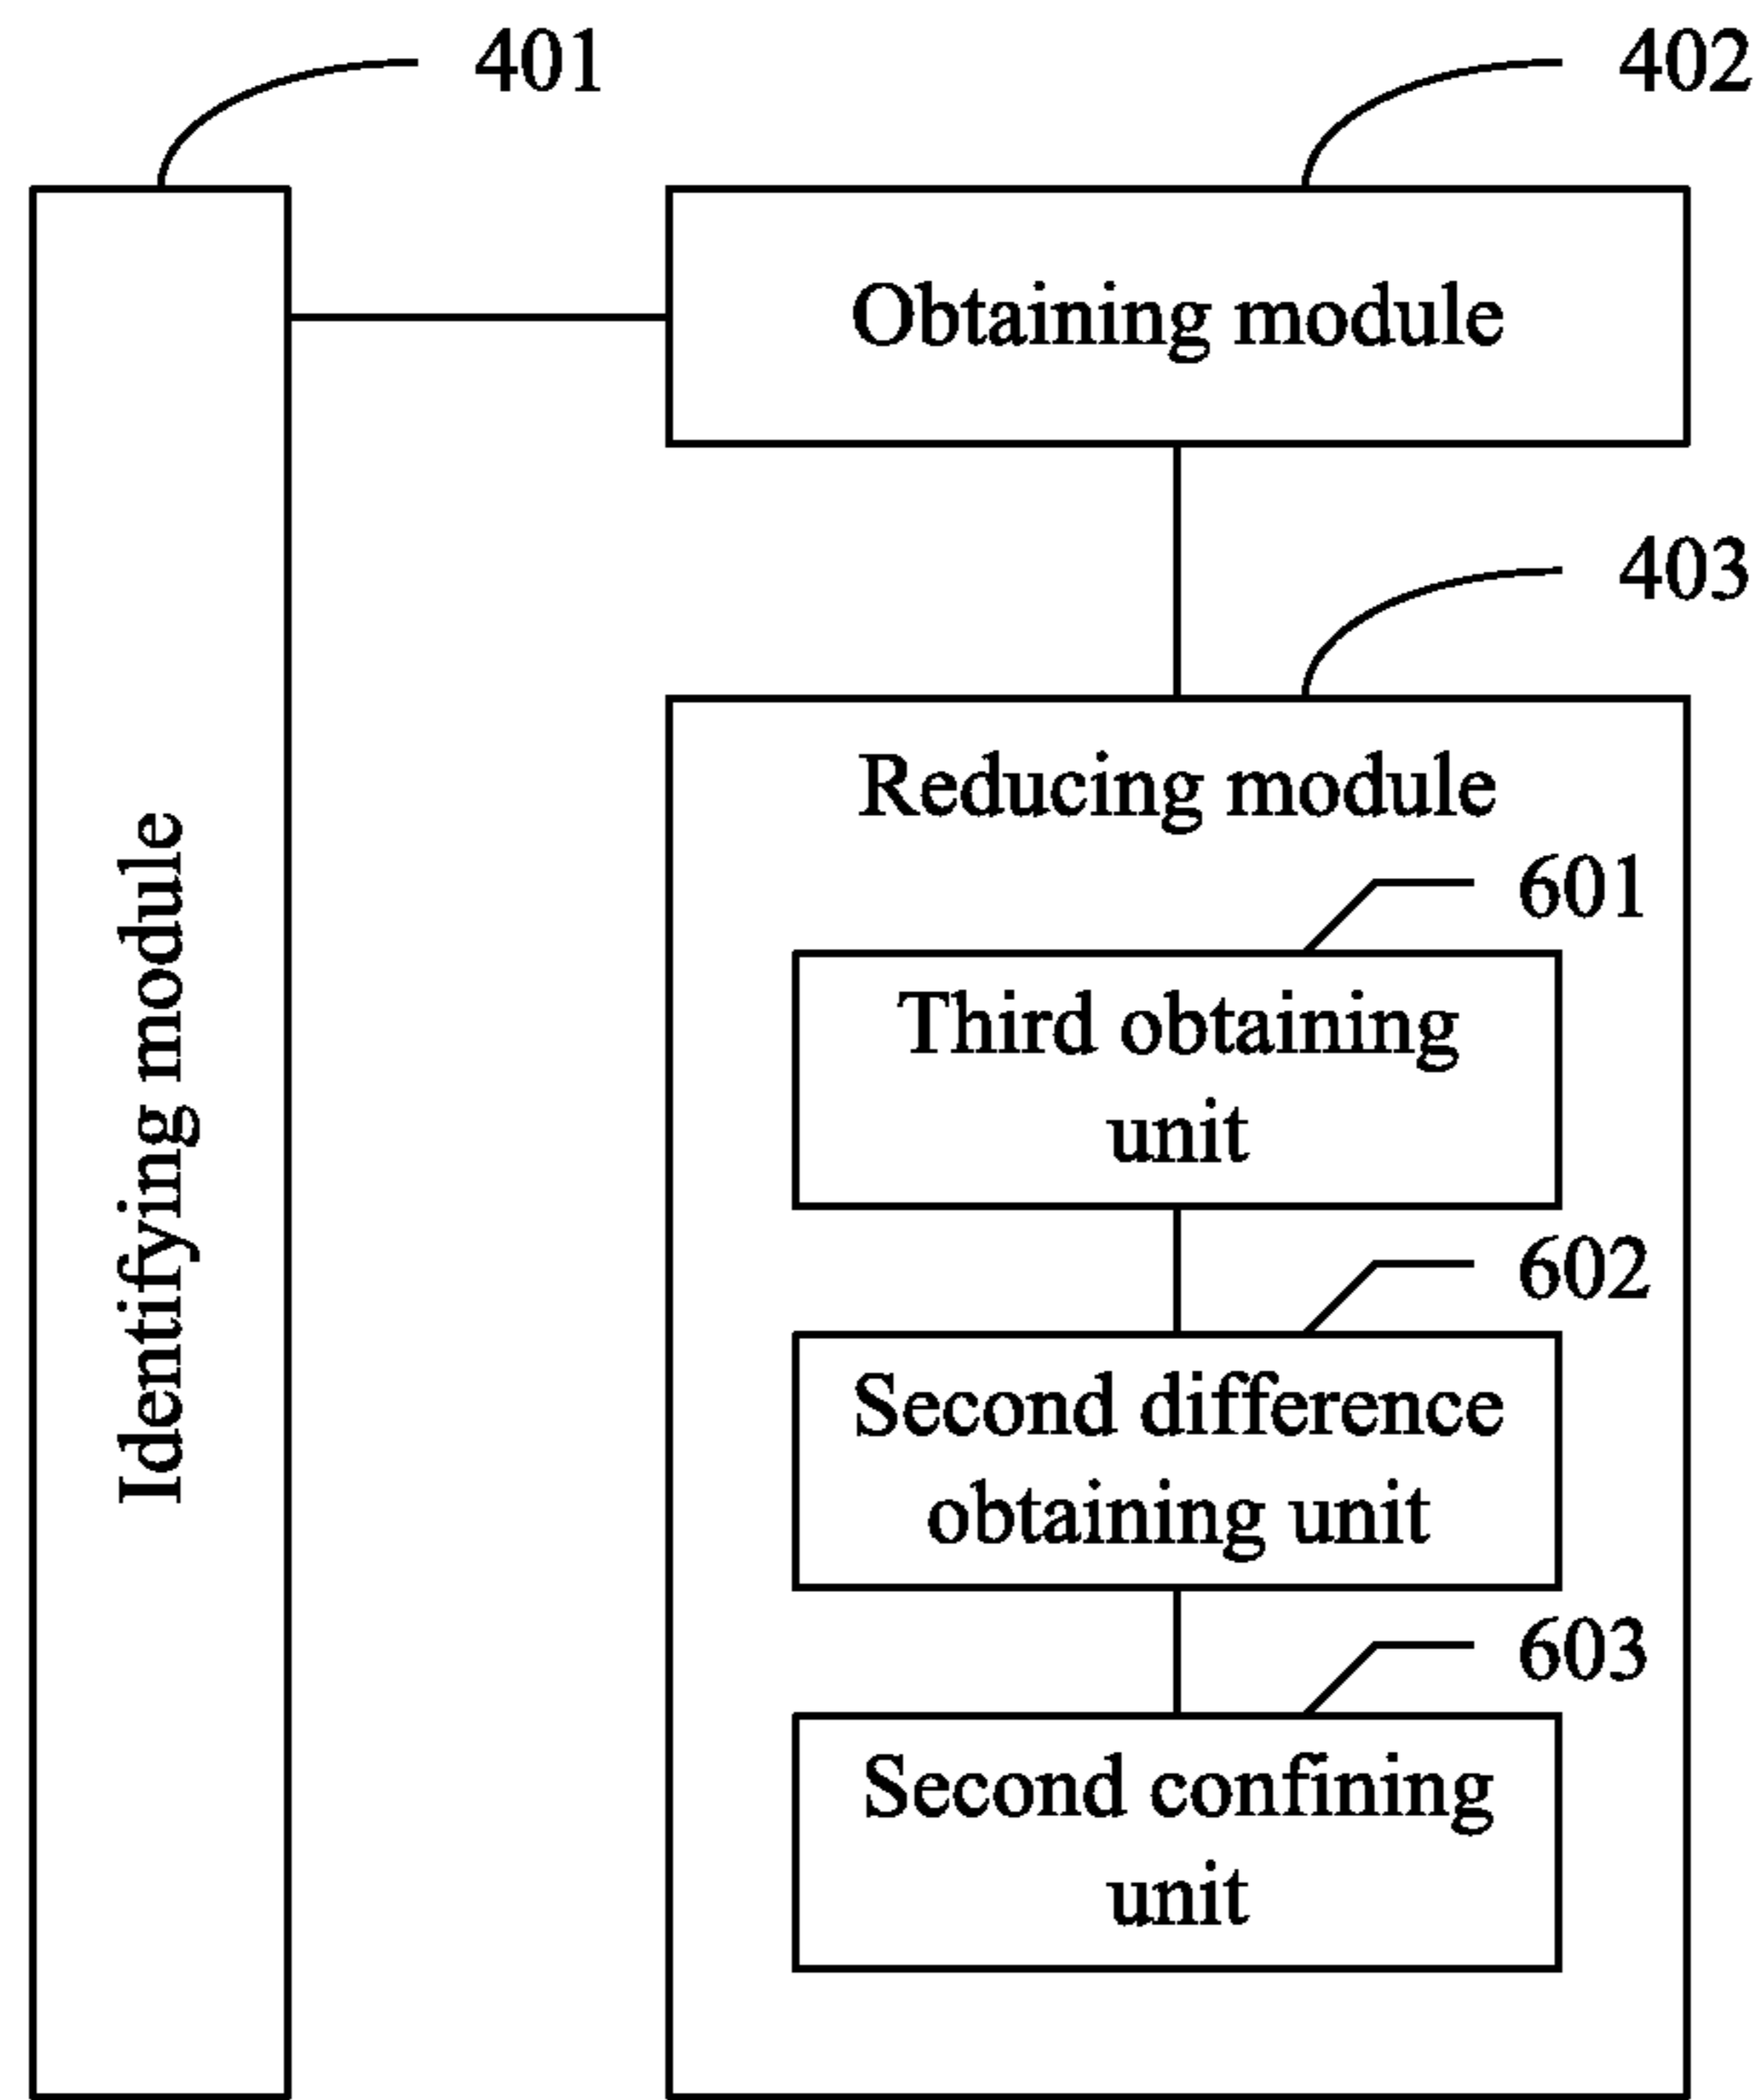 401
402
Obtaining module
403
Identifying module
Reducing module
601
Third obtaining
unit
602
Second difference
obtaining unit
603
Second confining
unit